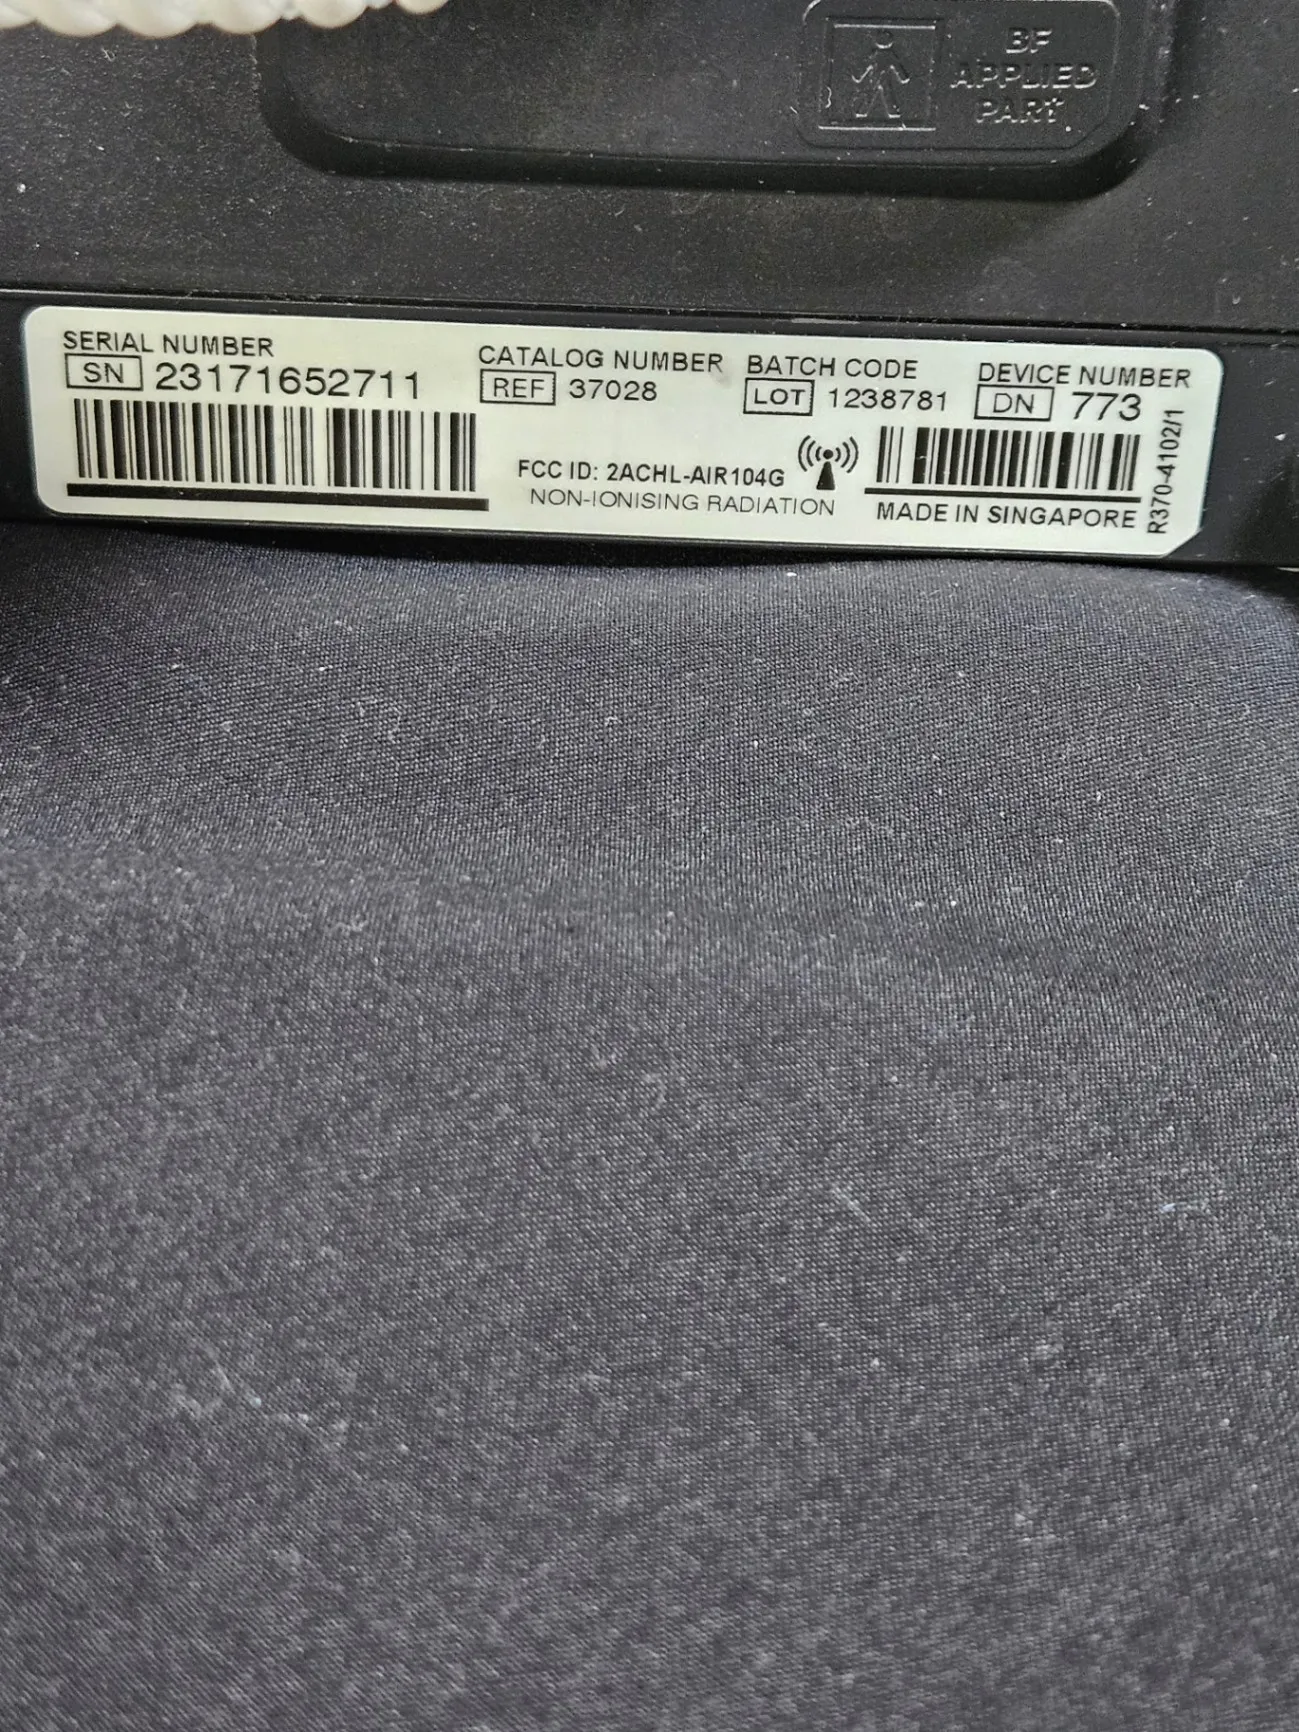 BF
APPLIED
PART
SERIAL NUMBER
SN 23171652711
CATALOG NUMBER
REF 37028
BATCH CODE
LOT 1238781
DEVICE NUMBER
DN 773
FCC ID: 2ACHL-AIR104G
NON-IONISING RADIATION
MADE IN SINGAPORE
R370-4102/1